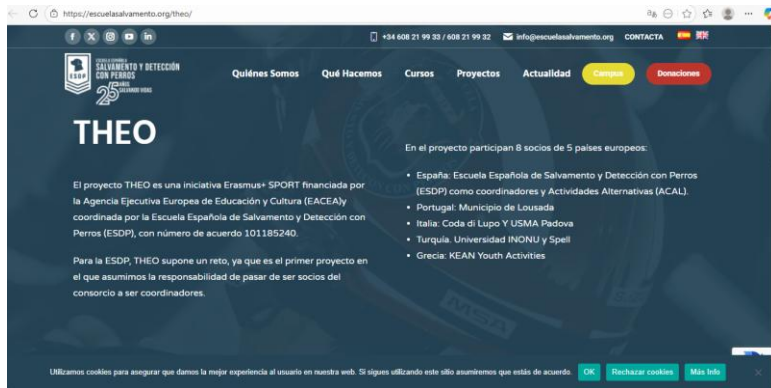 https://escuelasalvamento.org/theo/
+34 608 21 99 33 / 608 21 99 32 info@escuelasalvamento.org CONTACTA
ESCUELA ESPAÑOLA
SALVAMENTO Y DETECCIÓN
CON PERROS
ESDP
25 AÑOS
SALVANDO VIDAS
Quiénes Somos Qué Hacemos Cursos Proyectos Actualidad Campus Donaciones
THEO
El proyecto THEO es una iniciativa Erasmus+ SPORT financiada por
la Agencia Ejecutiva Europea de Educación y Cultura (EACEA)y
coordinada por la Escuela Española de Salvamento y Detección con
Perros (ESDP), con número de acuerdo 101185240.
Para la ESDP, THEO supone un reto, ya que es el primer proyecto en
el que asumimos la responsabilidad de pasar de ser socios del
consorcio a ser coordinadores.
En el proyecto participan 8 socios de 5 países europeos:
• España: Escuela Española de Salvamento y Detección con Perros
(ESDP) como coordinadores y Actividades Alternativas (ACAL).
• Portugal: Municipio de Lousada
• Italia: Coda di Lupo Y USMA Padova
• Turquía. Universidad INONU y Spell
• Grecia: KEAN Youth Activities
Utilizamos cookies para asegurar que damos la mejor experiencia al usuario en nuestra web. Si sigues utilizando este sitio asumiremos que estás de acuerdo. OK Rechazar cookies Más Info